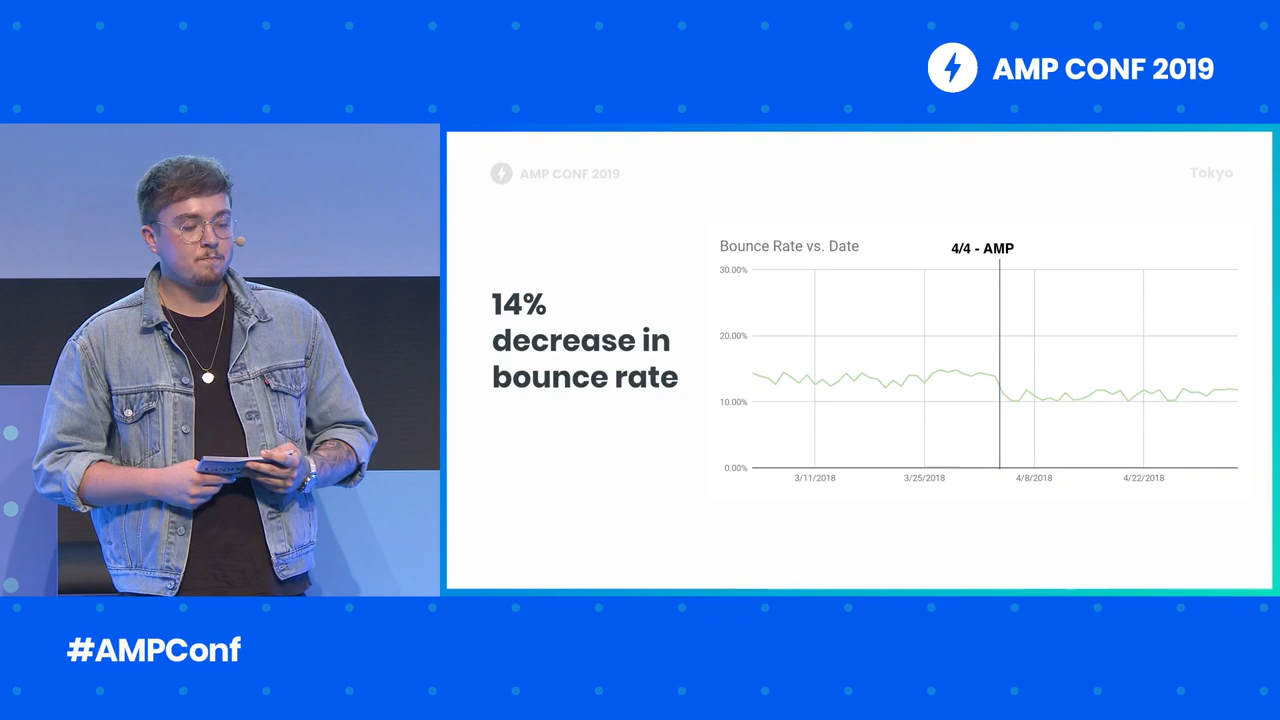 AMP CONF 2019
AMP CONF 2019
Tokyo
14%
decrease in
bounce rate
Bounce Rate vs. Date
4/4 - AMP
30.00%
20.00%
10.00%
0.00%
3/11/2018
3/25/2018
4/8/2018
4/22/2018
#AMPConf